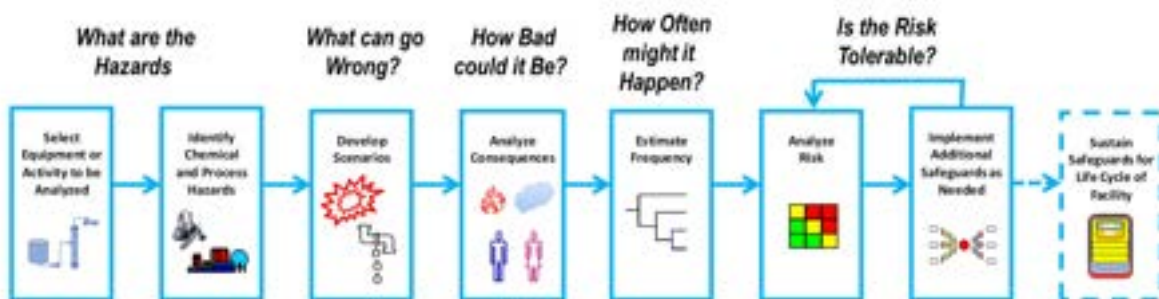 What are the
Hazards
What can go
Wrong?
How Bad
could it Be?
How Often
might it
Happen?
Is the Risk
Tolerable?
Select
Equipment or
Activity to be
Analyzed
Identify
Chemical
and Process
Hazards
Develop
Scenarios
Analyze
Consequences
Estimate
Frequency
Analyze
Risk
Implement
Additional
Safeguards as
Needed
Sustain
Safeguards for
Life Cycle of
Facility